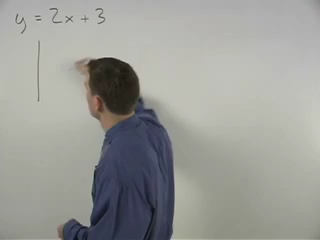 y = 2x + 3